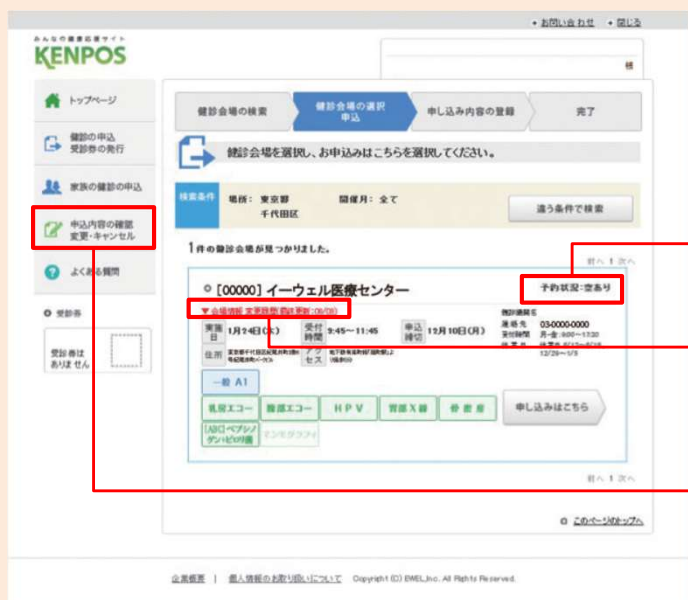 お問い合わせ
閉じる
みんなの健康応援サイト
KENPOS
様
トップページ
健診の申込
受診券の発行
家族の健診の申込
申込内容の確認
変更・キャンセル
よくある質問
受診券
受診券は
ありません
健診会場の検索
健診会場の選択
申込
申し込み内容の登録
完了
健診会場を選択し、お申込みはこちらを選択してください。
検索条件
場所： 東京都
千代田区
開催月： 全て
違う条件で検索
1件の健診会場が見つかりました。
前へ 1 次へ
[00000] イーウェル医療センター
予約状況：空あり
実施日 1月24日(水)
受付時間 9:45～11:45
申込締切 12月10日(月)
連絡先 03-0000-0000
住所
アクセス
一般 A1
乳房エコー
腹部エコー
HPV
胃部X線
骨密度
マンモグラフィ
申し込みはこちら
前へ 1 次へ
このページのトップへ
企業概要 | 個人情報のお取り扱いについて Copyright (C) EWEL,Inc. All Rights Reserved.